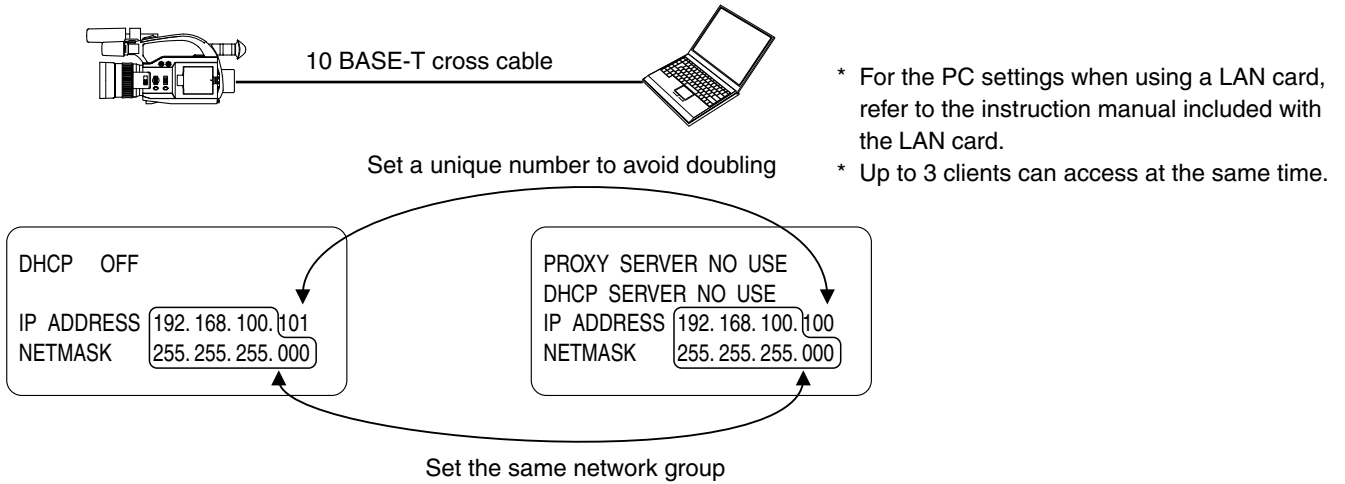 10 BASE-T cross cable
* For the PC settings when using a LAN card,
refer to the instruction manual included with
the LAN card.
* Up to 3 clients can access at the same time.
Set a unique number to avoid doubling
DHCP OFF
IP ADDRESS 192. 168. 100. 101
NETMASK 255. 255. 255. 000
PROXY SERVER NO USE
DHCP SERVER NO USE
IP ADDRESS 192. 168. 100. 100
NETMASK 255. 255. 255. 000
Set the same network group